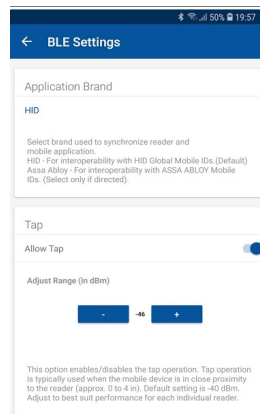 50% 19:57
← BLE Settings
Application Brand
HID
Select brand used to synchronize reader and
mobile application.
HID - For interoperability with HID Global Mobile IDs.(Default)
Assa Abloy - For interoperability with ASSA ABLOY Mobile
IDs. (Select only if directed).
Tap
Allow Tap
Adjust Range (in dBm)
- -46 +
This option enables/disables the tap operation. Tap operation
is typically used when the mobile device is in close proximity
to the reader (approx. 0 to 4 in). Default setting is -40 dBm.
Adjust to best suit performance for each individual reader.